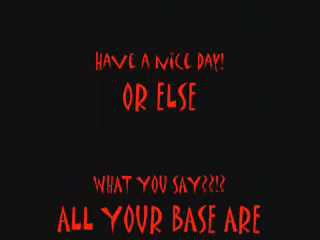 HAVE A NICE DAY!
OR ELSE
WHAT YOU SAY??!?
ALL YOUR BASE ARE